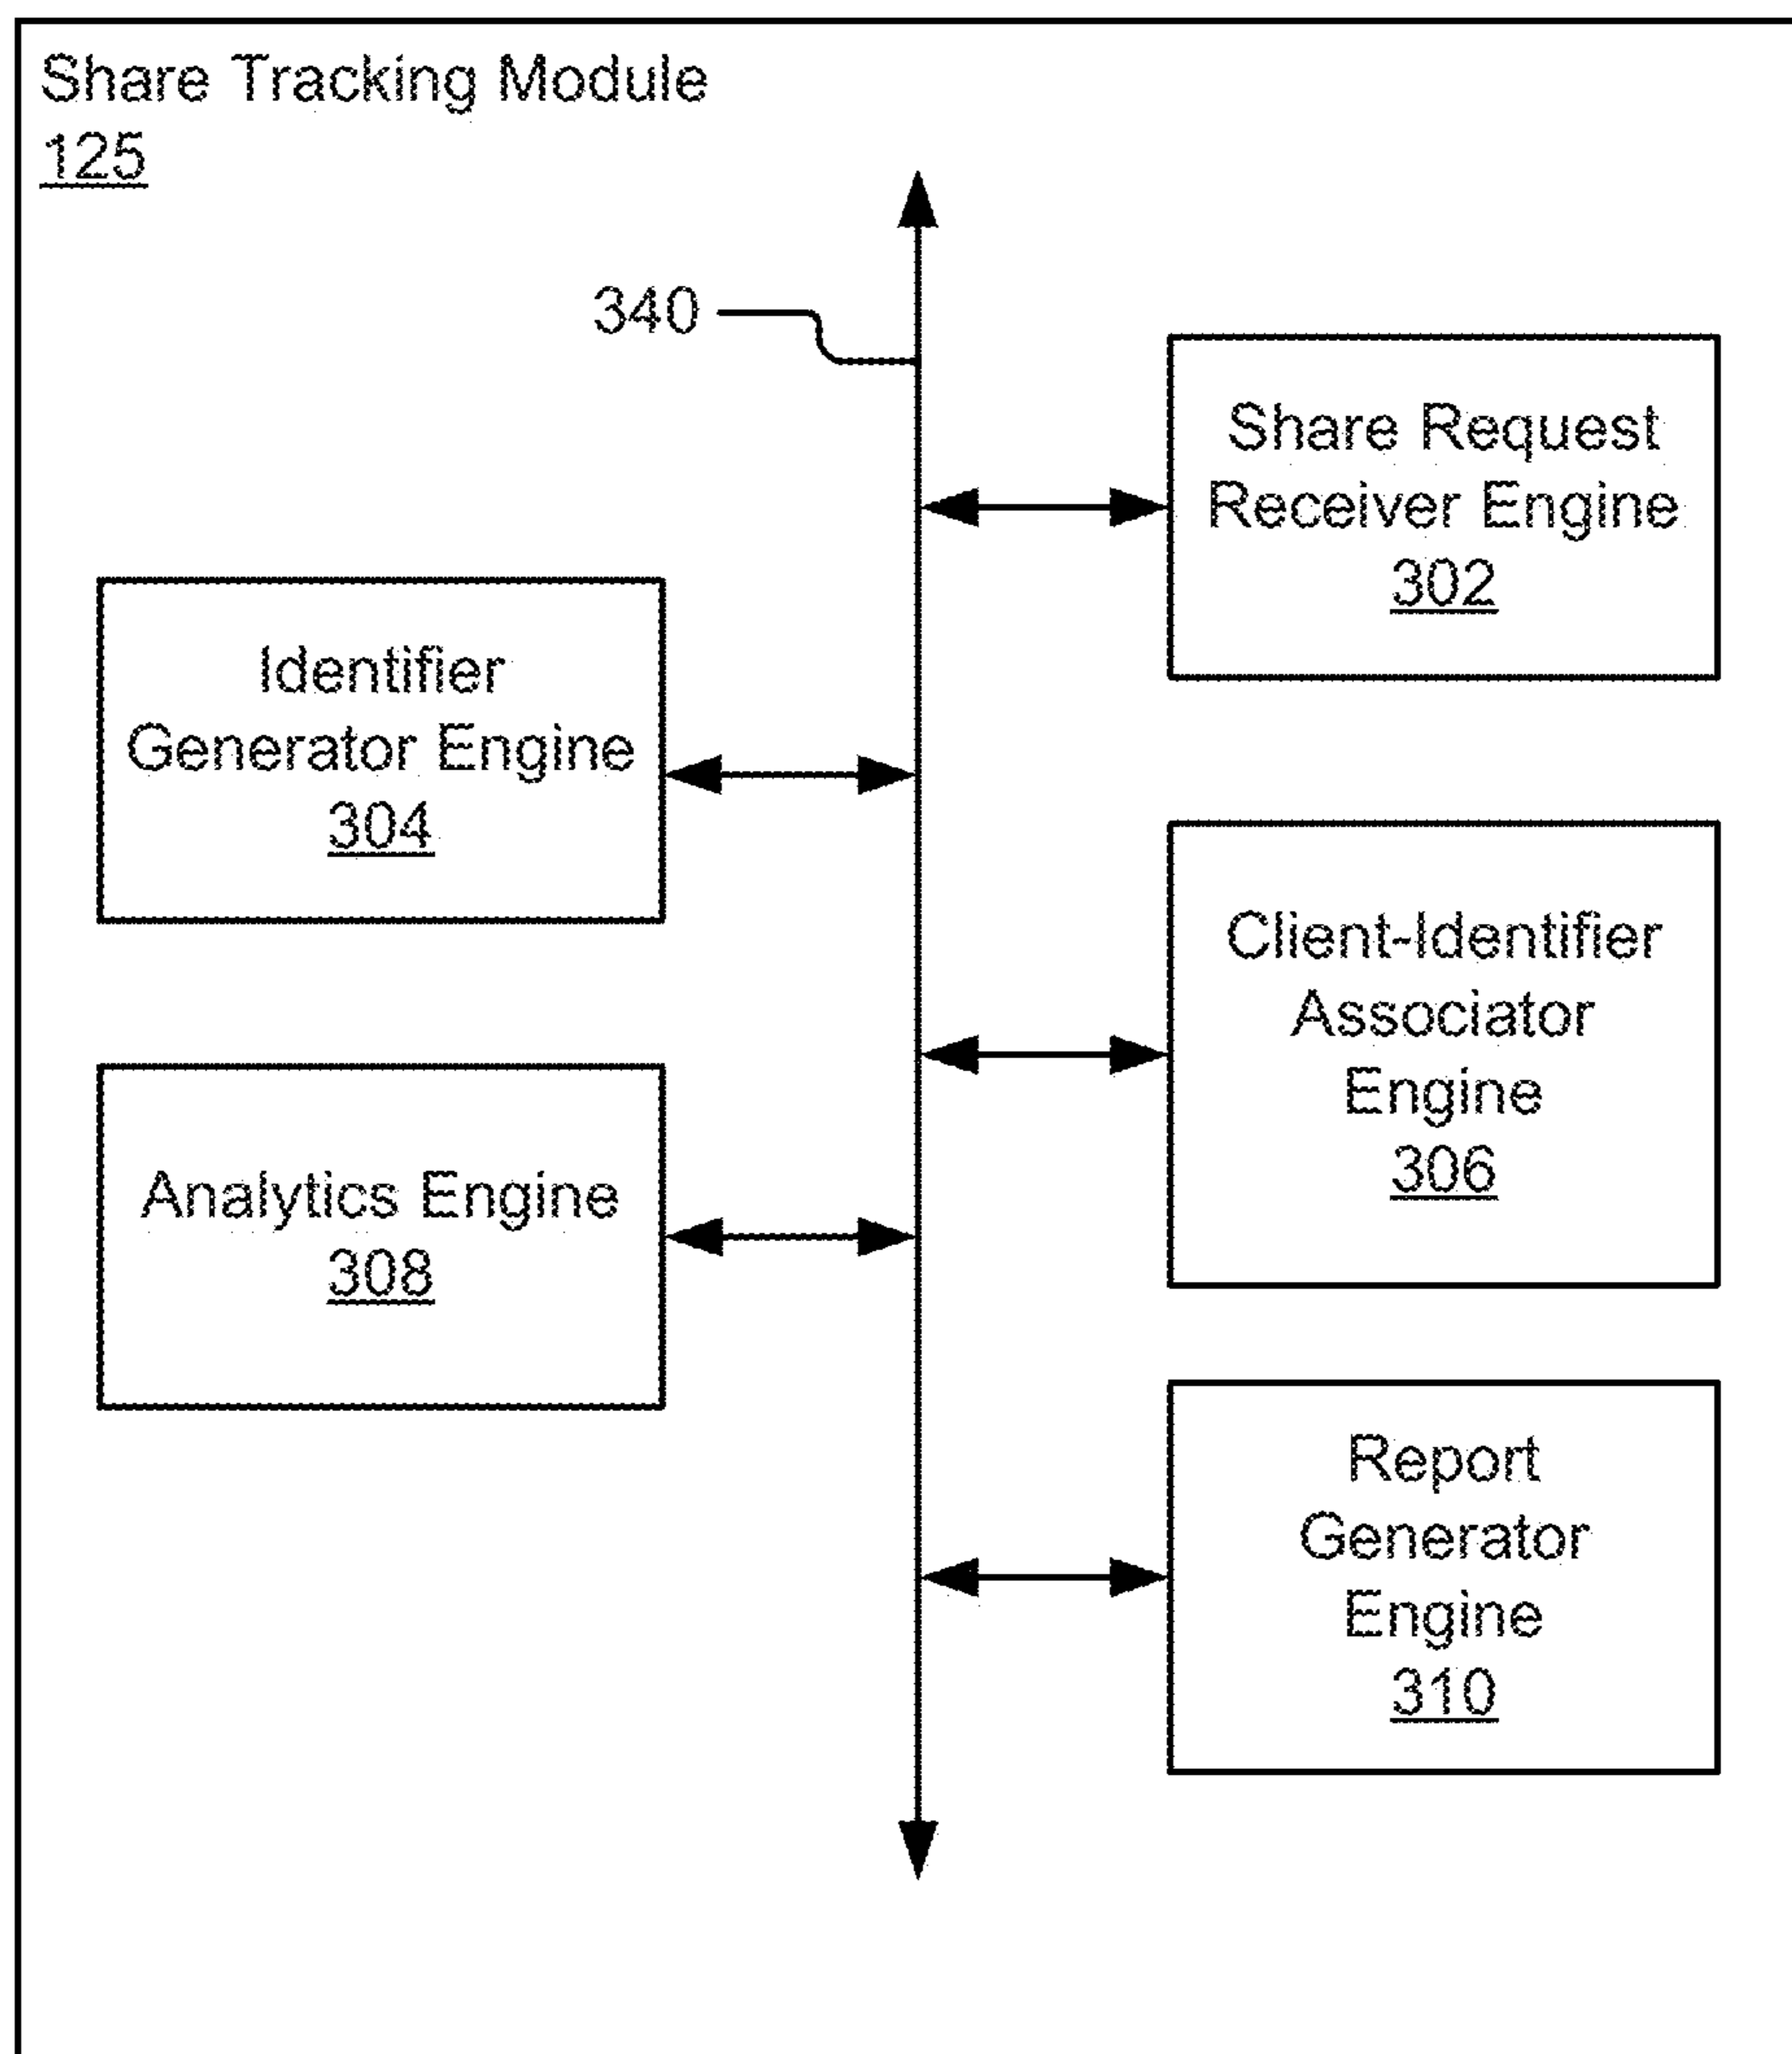 Share Tracking Module
125
340
Share Request
Receiver Engine
302
Identifier
Generator Engine
304
Client-Identifier
Associator
Engine
306
Analytics Engine
308
Report
Generator
Engine
310